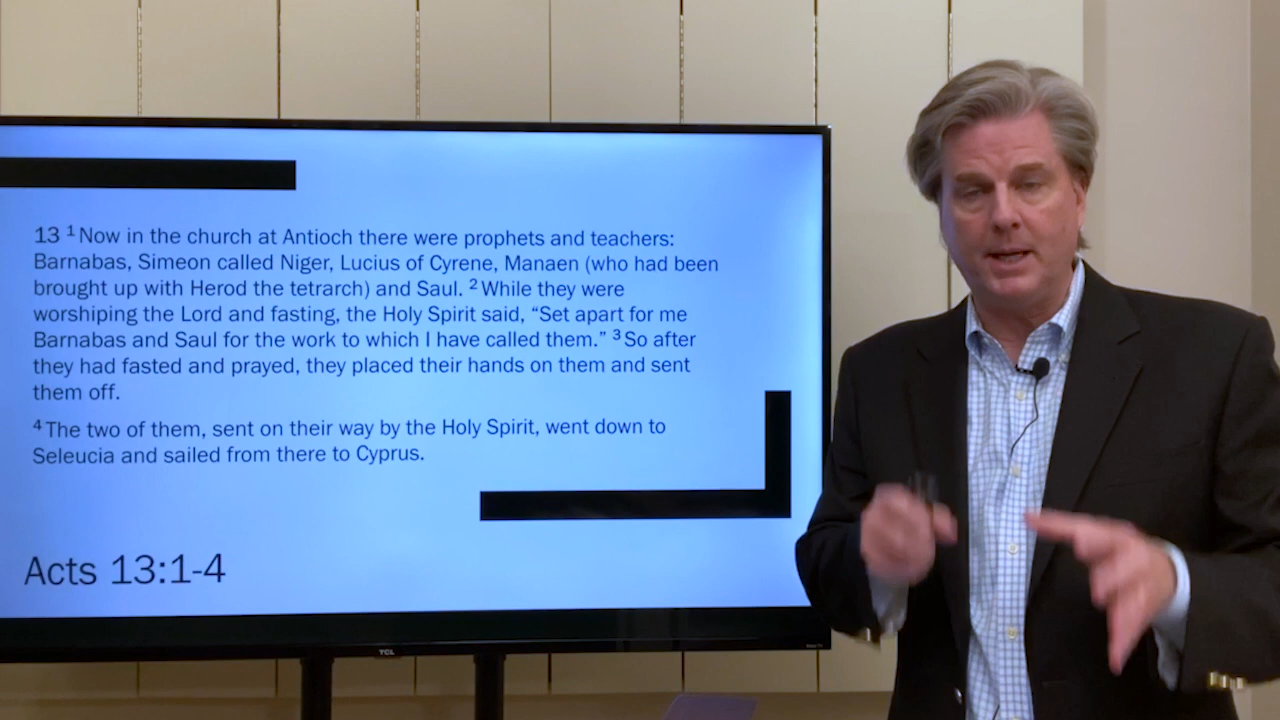 13 ¹ Now in the church at Antioch there were prophets and teachers:
Barnabas, Simeon called Niger, Lucius of Cyrene, Manaen (who had been
brought up with Herod the tetrarch) and Saul. ² While they were
worshiping the Lord and fasting, the Holy Spirit said, “Set apart for me
Barnabas and Saul for the work to which I have called them.” ³ So after
they had fasted and prayed, they placed their hands on them and sent
them off.
⁴ The two of them, sent on their way by the Holy Spirit, went down to
Seleucia and sailed from there to Cyprus.
Acts 13:1-4
TCL